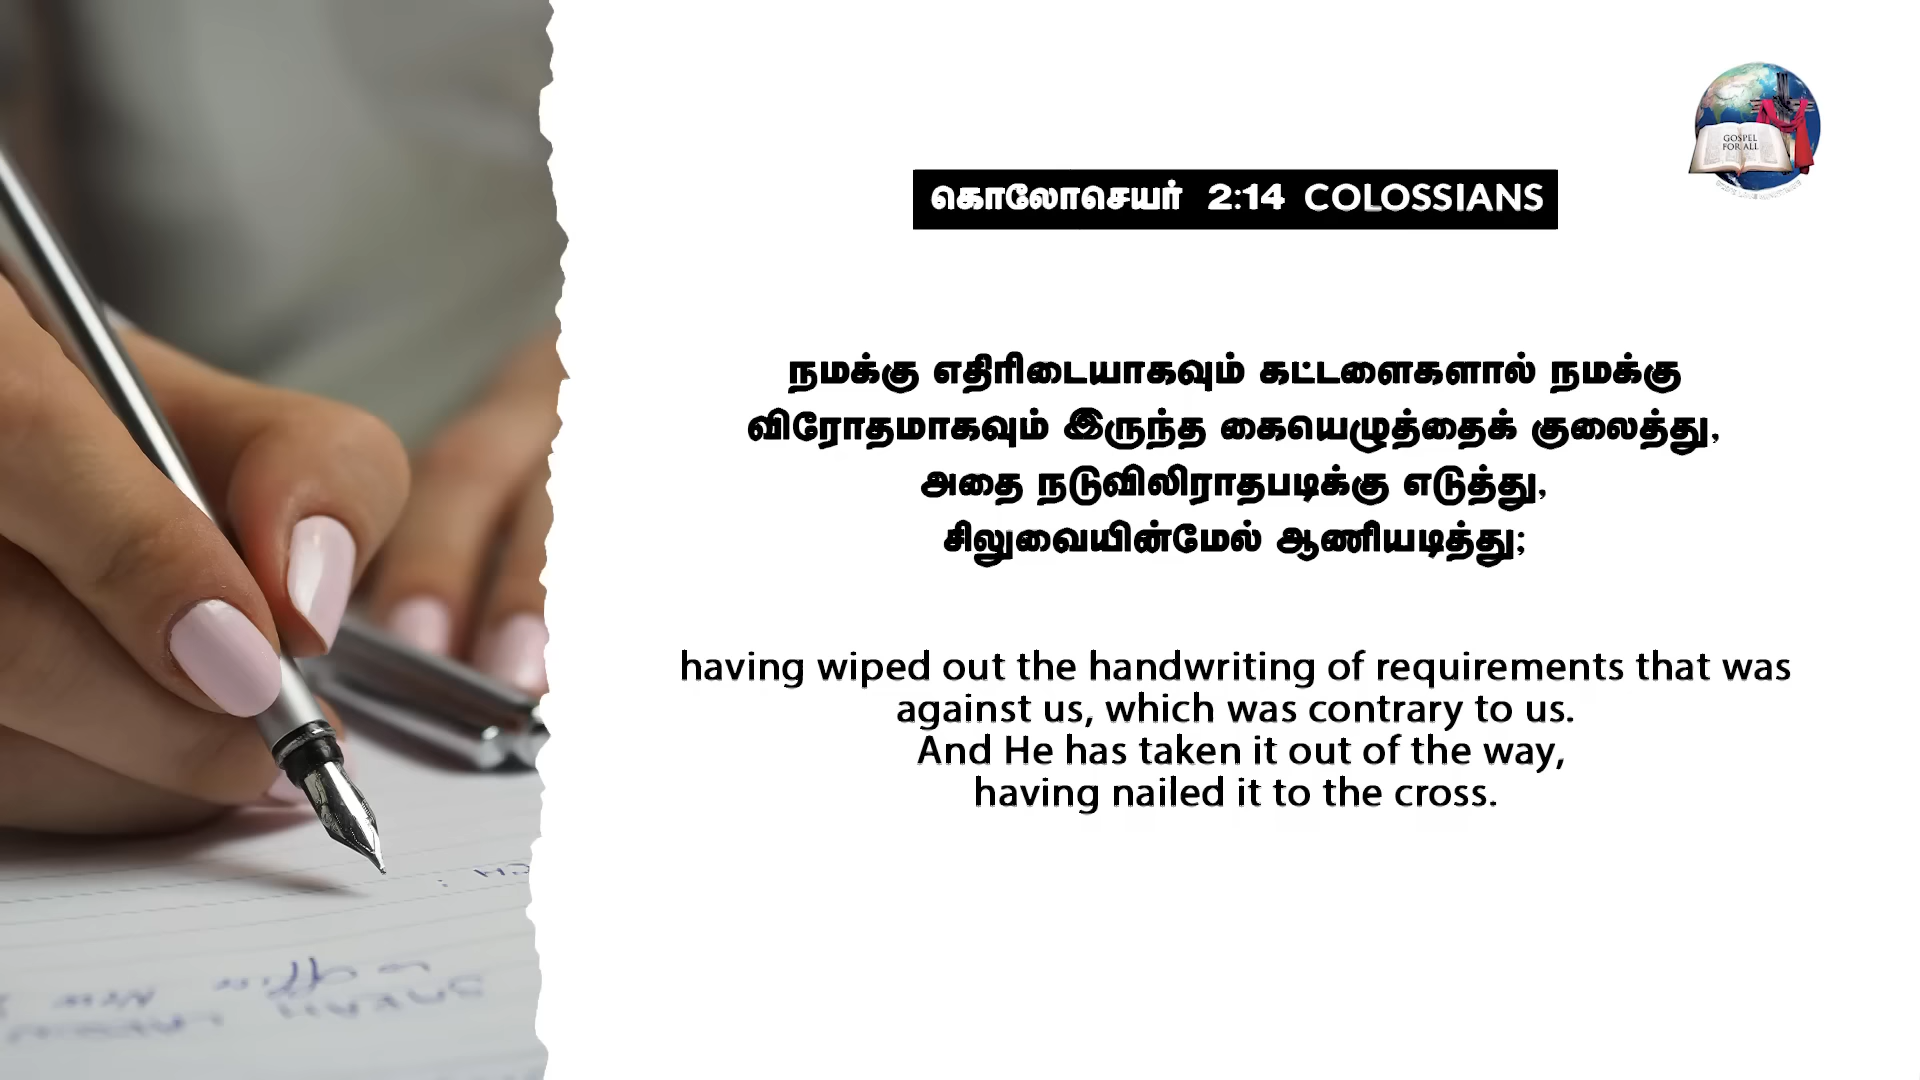 GOSPEL
FOR ALL
கொலோசெயர் 2:14 COLOSSIANS
நமக்கு எதிரிடையாகவும் கட்டளைகளால் நமக்கு
விரோதமாகவும் இருந்த கையெழுத்தைக் குலைத்து,
அதை நடுவிலிராதபடிக்கு எடுத்து,
சிலுவையின்மேல் ஆணியடித்து;
having wiped out the handwriting of requirements that was
against us, which was contrary to us.
And He has taken it out of the way,
having nailed it to the cross.